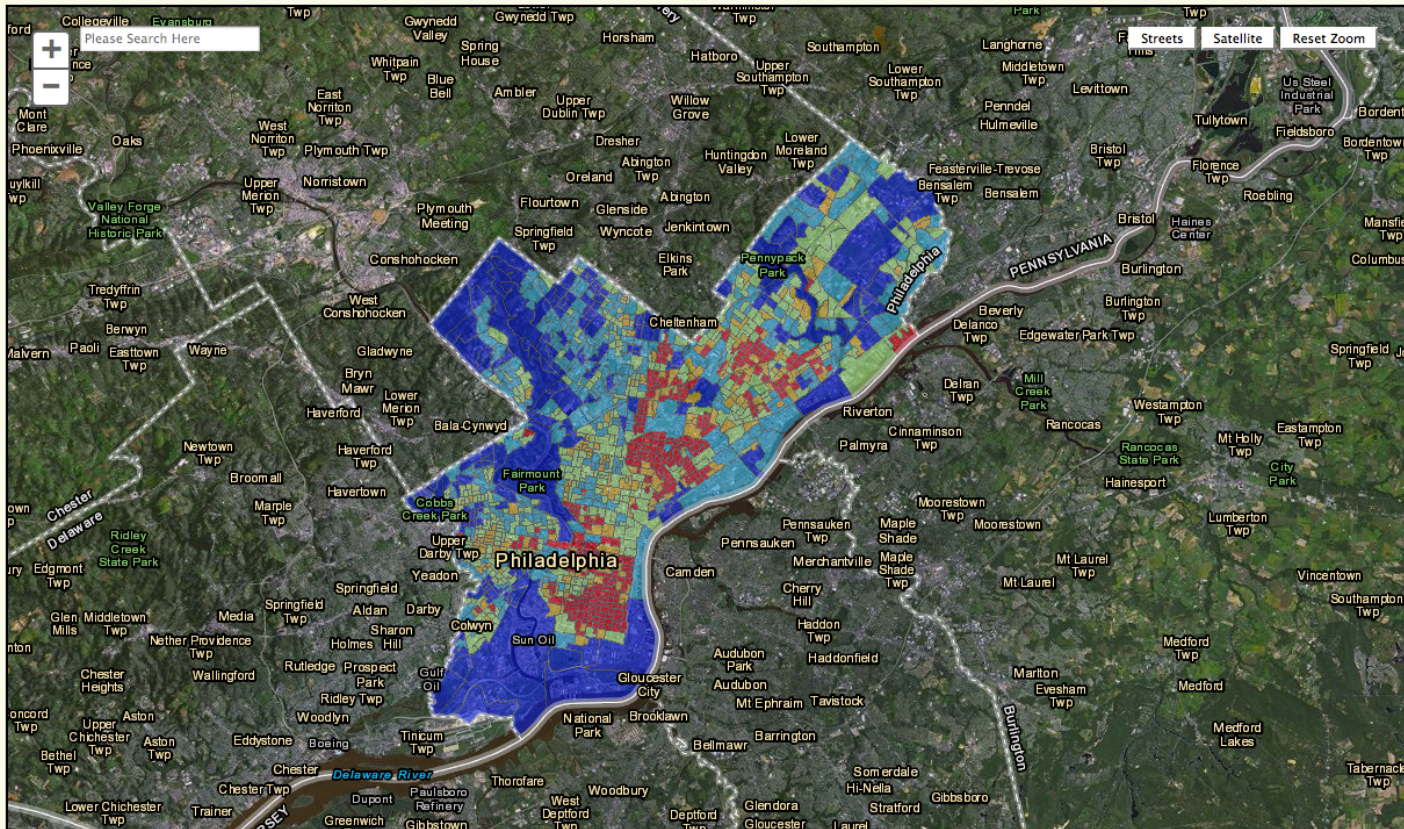 Collegeville
Evansburg
Twp
Gwynedd Twp
Gwynedd
Valley
Warminster
Twp
Park
Twp
Please Search Here
Streets
Satellite
Reset Zoom
+
−
Whitpain
Twp
Spring
House
Blue
Bell
Horsham
Hatboro
Southampton
Langhorne
Middletown
Twp
Levittown
Us Steel
Industrial
Park
Ambler
Upper
Dublin Twp
Willow
Grove
Upper
Southampton
Twp
Lower
Southampton
Twp
Penndel
Hulmeville
Tullytown
Fieldsboro
Bordentown
Twp
Mont
Clare
Oaks
Phoenixville
East
Norriton
Twp
West
Norriton
Twp
Plymouth Twp
Dresher
Abington
Twp
Oreland
Huntingdon
Valley
Lower
Moreland
Twp
Feasterville-Trevose
Bensalem
Twp
Bensalem
Bristol
Twp
Florence
Twp
Roebling
Upper
Merion
Twp
Norristown
Valley Forge
National
Historic Park
Plymouth
Meeting
Flourtown
Glenside
Wyncote
Abington
Jenkintown
Springfield
Twp
Elkins
Park
Pennypack
Park
Philadelphia
PENNSYLVANIA
Bristol
Haines
Center
Burlington
Columbus
Conshohocken
West
Conshohocken
Tredyffrin
Twp
Berwyn
Paoli
Malvern
Easttown
Twp
Wayne
Gladwyne
Bryn
Mawr
Lower
Merion
Twp
Haverford
Bala-Cynwyd
Cheltenham
Beverly
Delanco
Twp
Edgewater Park Twp
Burlington
Twp
Springfield
Twp
Delran
Twp
Mill
Creek
Park
Riverton
Palmyra
Cinnaminson
Twp
Rancocas
Westampton
Twp
Rancocas
State Park
Hainesport
Mt Holly
Twp
Eastampton
Twp
City
Park
Newtown
Twp
Broomall
Haverford
Twp
Havertown
Marple
Twp
Chester
Delaware
Ridley
Creek
State Park
Edgmont
Twp
Fairmount
Park
Cobbs
Creek Park
Upper
Darby Twp
Philadelphia
Yeadon
Pennsauken
Twp
Pennsauken
Merchantville
Maple
Shade
Maple
Shade
Twp
Moorestown
Twp
Moorestown
Lumberton
Twp
Mt Laurel
Twp
Mt Laurel
Vincentown
Southampton
Twp
Camden
Cherry
Hill
Haddon
Twp
Haddonfield
Glen
Mills
Middletown
Twp
Media
Springfield
Springfield
Twp
Aldan
Darby
Sharon
Hill
Holmes
Colwyn
Sun Oil
Nether Providence
Twp
Wallingford
Rutledge
Prospect
Park
Ridley Twp
Gulf
Oil
Chester
Heights
Woodlyn
Aston
Upper
Chichester
Twp
Aston
Twp
Bethel
Twp
Eddystone
Boeing
Tinicum
Twp
Gloucester
City
National
Park
Brooklawn
Audubon
Park
Audubon
Mt Ephraim
Tavistock
Barrington
Bellmawr
Marlton
Evesham
Twp
Medford
Twp
Medford
Medford
Lakes
Burlington
Tabernacle
Twp
Chester
Chester Twp
Delaware River
Dupont
Paulsboro
Refinery
Thorofare
Woodbury
West
Deptford
Twp
Deptford
Twp
Somerdale
Hi-Nella
Stratford
Gibbsboro
Glendora
Gloucester
Laurel
Lower Chichester
Twp
Trainer
Greenwich
Gibbstown